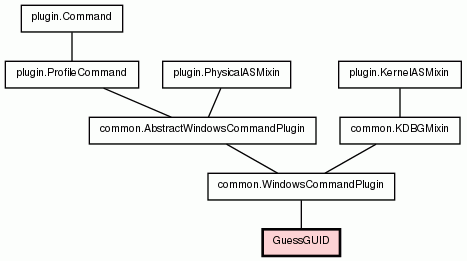 plugin.Command
plugin.ProfileCommand
plugin.PhysicalASMixin
plugin.KernelASMixin
common.AbstractWindowsCommandPlugin
common.KDBGMixin
common.WindowsCommandPlugin
GuessGUID